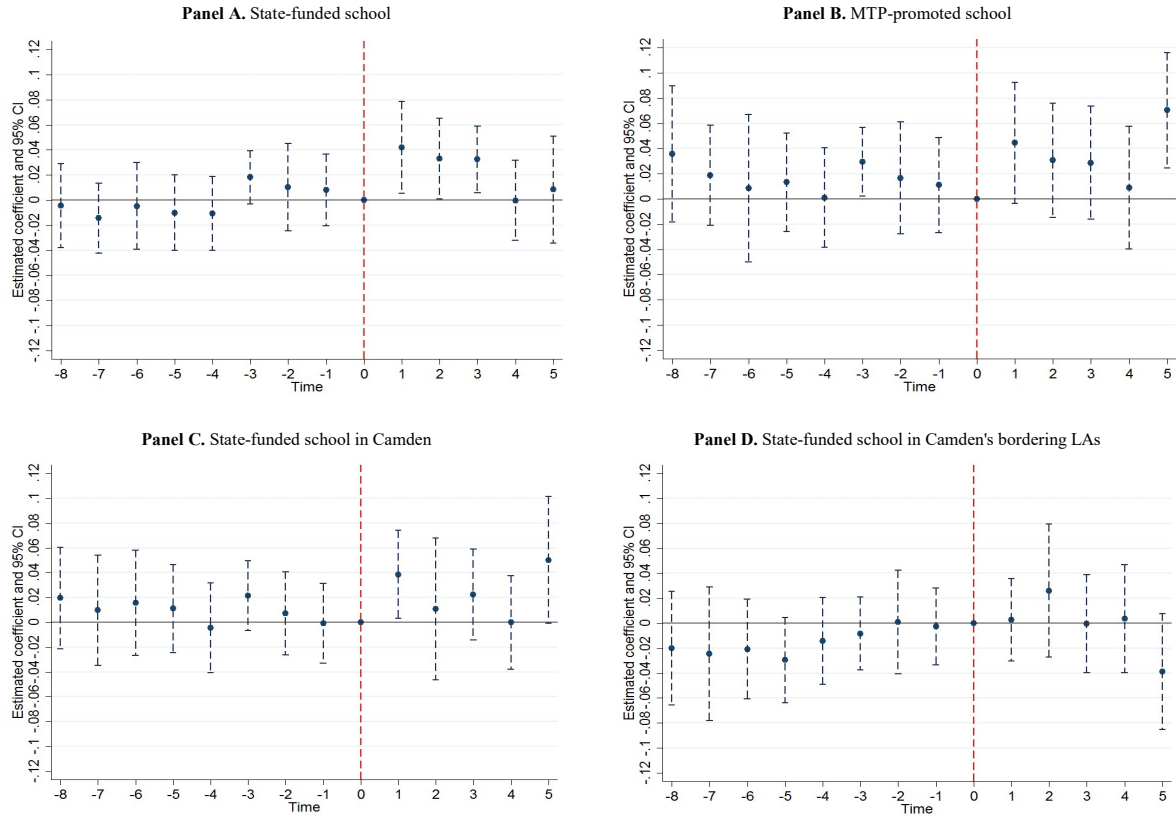 Panel A. State-funded school
Estimated coefficient and 95% CI
-.12 -.1 -.08 -.06 -.04 -.02 0 .02 .04 .06 .08 .1 .12
-8 -7 -6 -5 -4 -3 -2 -1 0 1 2 3 4 5
Time
Panel B. MTP-promoted school
Estimated coefficient and 95% CI
-.12 -.1 -.08 -.06 -.04 -.02 0 .02 .04 .06 .08 .1 .12
-8 -7 -6 -5 -4 -3 -2 -1 0 1 2 3 4 5
Time
Panel C. State-funded school in Camden
Estimated coefficient and 95% CI
-.12 -.1 -.08 -.06 -.04 -.02 0 .02 .04 .06 .08 .1 .12
-8 -7 -6 -5 -4 -3 -2 -1 0 1 2 3 4 5
Time
Panel D. State-funded school in Camden's bordering LAs
Estimated coefficient and 95% CI
-.12 -.1 -.08 -.06 -.04 -.02 0 .02 .04 .06 .08 .1 .12
-8 -7 -6 -5 -4 -3 -2 -1 0 1 2 3 4 5
Time